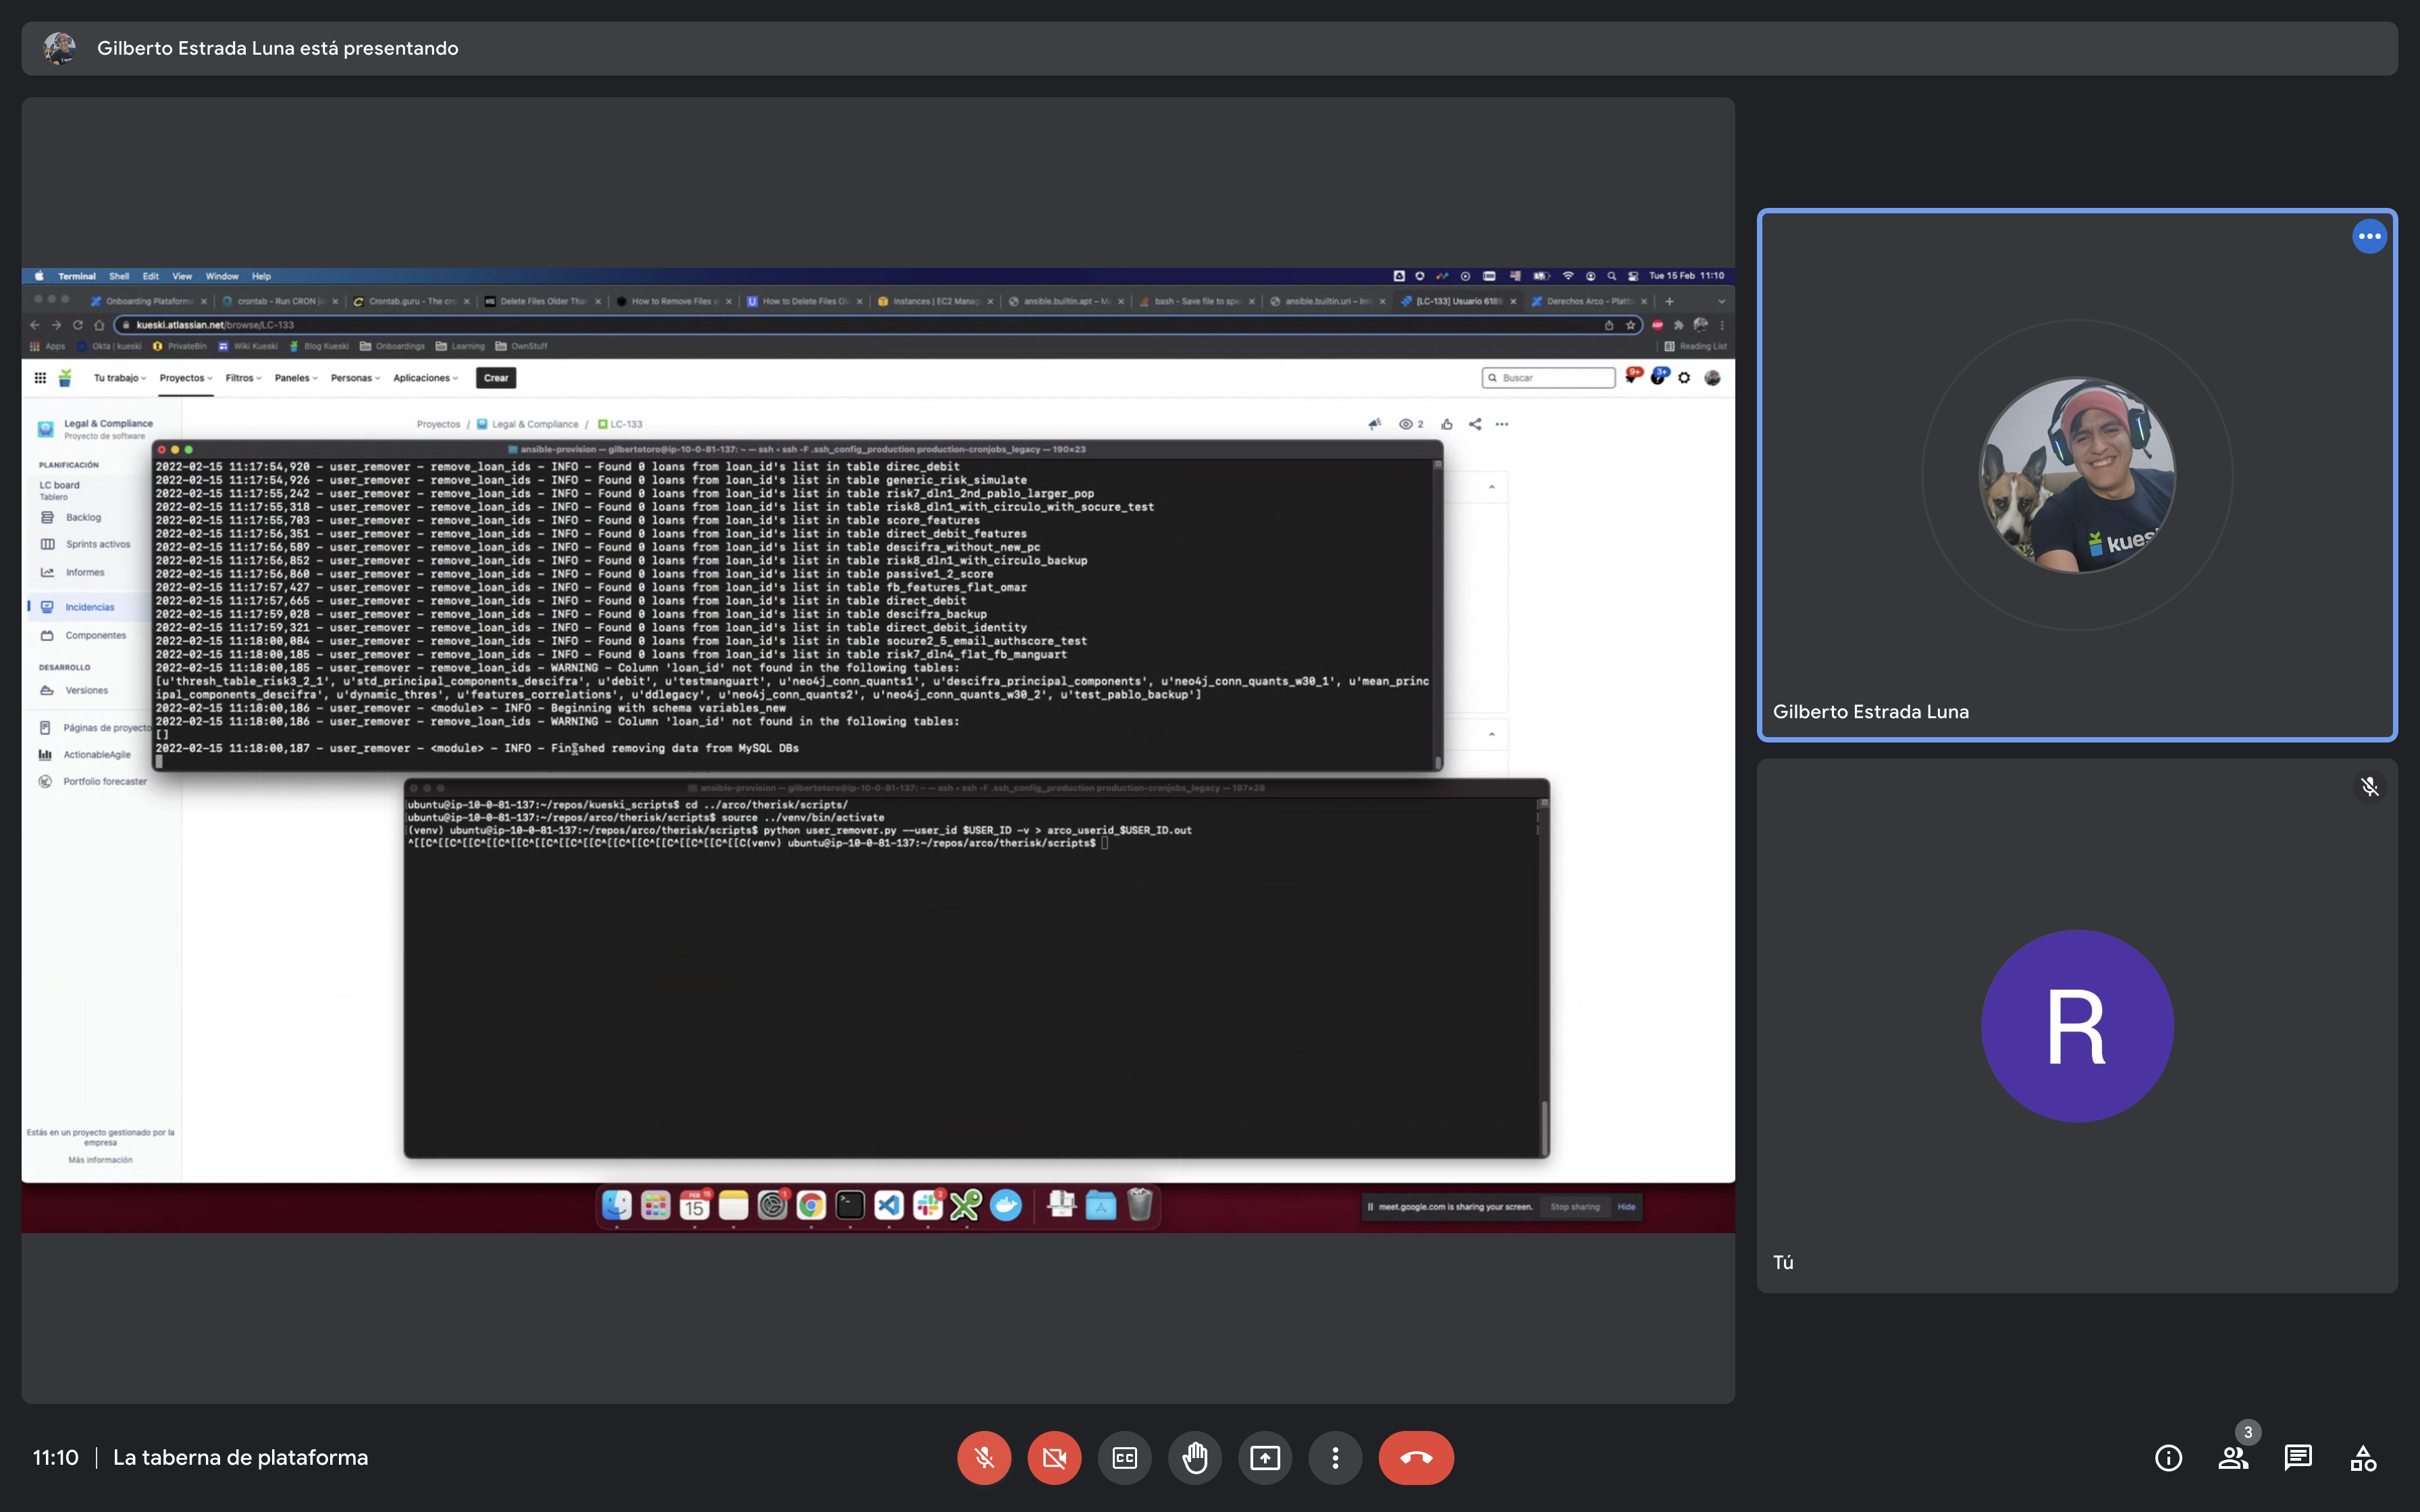 Gilberto Estrada Luna está presentando
Terminal Shell Edit View Window Help
Tue 15 Feb 11:10
Onboarding Plataforma
crontab - Run CRON jo
Crontab.guru - The cro
Delete Files Older Than
How to Remove Files a
How to Delete Files Ol
Instances | EC2 Manag
ansible.builtin.apt – Ma
bash - Save file to spe
ansible.builtin.uri – Int
[LC-133] Usuario 6188
Derechos Arco - Platfo
kueski.atlassian.net/browse/LC-133
Apps
Okta | kueski
PrivateBin
Wiki Kueski
Blog Kueski
Onboardings
Learning
OwnStuff
Reading List
Tu trabajo
Proyectos
Filtros
Paneles
Personas
Aplicaciones
Crear
Buscar
9+
3+
Legal & Compliance
Proyecto de software
Proyectos / Legal & Compliance / LC-133
2
PLANIFICACIÓN
LC board
Tablero
Backlog
Sprints activos
Informes
Incidencias
Componentes
DESARROLLO
Versiones
Páginas de proyecto
ActionableAgile
Portfolio forecaster
Estás en un proyecto gestionado por la
empresa
Más información
ansible-provision — gilbertotoro@ip-10-0-81-137: ~ — ssh • ssh -F .ssh_config_production production-cronjobs_legacy — 190×23
2022-02-15 11:17:54,920 - user_remover - remove_loan_ids - INFO - Found 0 loans from loan_id's list in table direc_debit
2022-02-15 11:17:54,926 - user_remover - remove_loan_ids - INFO - Found 0 loans from loan_id's list in table generic_risk_simulate
2022-02-15 11:17:55,242 - user_remover - remove_loan_ids - INFO - Found 0 loans from loan_id's list in table risk7_dln1_2nd_pablo_larger_pop
2022-02-15 11:17:55,318 - user_remover - remove_loan_ids - INFO - Found 0 loans from loan_id's list in table risk8_dln1_with_circulo_with_socure_test
2022-02-15 11:17:55,703 - user_remover - remove_loan_ids - INFO - Found 0 loans from loan_id's list in table score_features
2022-02-15 11:17:56,351 - user_remover - remove_loan_ids - INFO - Found 0 loans from loan_id's list in table direct_debit_features
2022-02-15 11:17:56,589 - user_remover - remove_loan_ids - INFO - Found 0 loans from loan_id's list in table descifra_without_new_pc
2022-02-15 11:17:56,852 - user_remover - remove_loan_ids - INFO - Found 0 loans from loan_id's list in table risk8_dln1_with_circulo_backup
2022-02-15 11:17:56,860 - user_remover - remove_loan_ids - INFO - Found 0 loans from loan_id's list in table passive1_2_score
2022-02-15 11:17:57,427 - user_remover - remove_loan_ids - INFO - Found 0 loans from loan_id's list in table fb_features_flat_omar
2022-02-15 11:17:57,665 - user_remover - remove_loan_ids - INFO - Found 0 loans from loan_id's list in table direct_debit
2022-02-15 11:17:59,028 - user_remover - remove_loan_ids - INFO - Found 0 loans from loan_id's list in table descifra_backup
2022-02-15 11:17:59,321 - user_remover - remove_loan_ids - INFO - Found 0 loans from loan_id's list in table direct_debit_identity
2022-02-15 11:18:00,084 - user_remover - remove_loan_ids - INFO - Found 0 loans from loan_id's list in table socure2_5_email_authscore_test
2022-02-15 11:18:00,185 - user_remover - remove_loan_ids - INFO - Found 0 loans from loan_id's list in table risk7_dln4_flat_fb_manguart
2022-02-15 11:18:00,185 - user_remover - remove_loan_ids - WARNING - Column 'loan_id' not found in the following tables:
[u'thresh_table_risk3_2_1', u'std_principal_components_descifra', u'debit', u'testmanguart', u'neo4j_conn_quants1', u'descifra_principal_components', u'neo4j_conn_quants_w30_1', u'mean_princ
ipal_components_descifra', u'dynamic_thres', u'features_correlations', u'ddlegacy', u'neo4j_conn_quants2', u'neo4j_conn_quants_w30_2', u'test_pablo_backup']
2022-02-15 11:18:00,186 - user_remover - <module> - INFO - Beginning with schema variables_new
2022-02-15 11:18:00,186 - user_remover - remove_loan_ids - WARNING - Column 'loan_id' not found in the following tables:
[]
2022-02-15 11:18:00,187 - user_remover - <module> - INFO - Finished removing data from MySQL DBs
ansible-provision — gilbertotoro@ip-10-0-81-137: ~ — ssh • ssh -F .ssh_config_production production-cronjobs_legacy — 187×28
ubuntu@ip-10-0-81-137:~/repos/kueski_scripts$ cd ../arco/therisk/scripts/
ubuntu@ip-10-0-81-137:~/repos/arco/therisk/scripts$ source ../venv/bin/activate
(venv) ubuntu@ip-10-0-81-137:~/repos/arco/therisk/scripts$ python user_remover.py --user_id $USER_ID -v > arco_userid_$USER_ID.out
^[[C^[[C^[[C^[[C^[[C^[[C^[[C^[[C^[[C^[[C^[[C^[[C^[[C^[[C(venv) ubuntu@ip-10-0-81-137:~/repos/arco/therisk/scripts$
FEB
15
meet.google.com is sharing your screen.
Stop sharing
Hide
kues
Gilberto Estrada Luna
R
Tú
11:10 | La taberna de plataforma
3